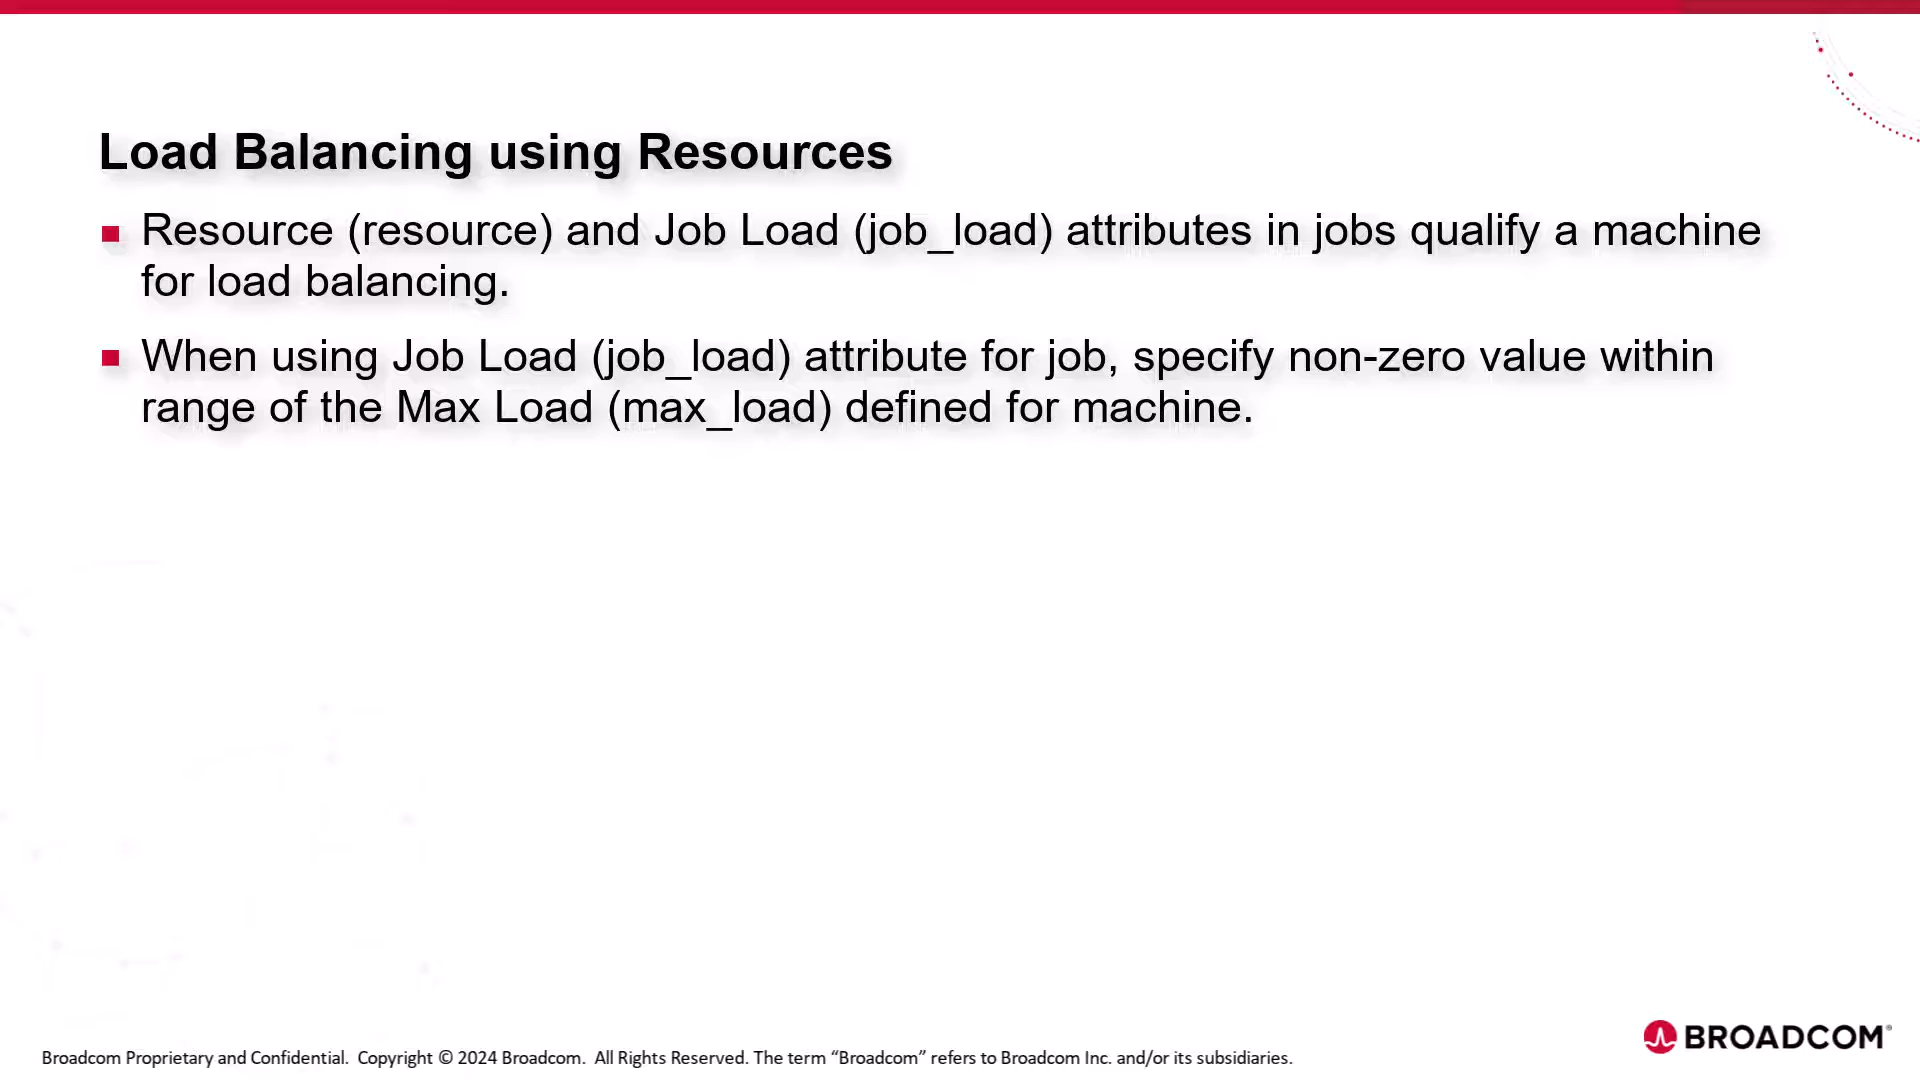 Load Balancing using Resources
Resource (resource) and Job Load (job_load) attributes in jobs qualify a machine
for load balancing.
When using Job Load (job_load) attribute for job, specify non-zero value within
range of the Max Load (max_load) defined for machine.
BROADCOM®
Broadcom Proprietary and Confidential.  Copyright © 2024 Broadcom.  All Rights Reserved. The term “Broadcom” refers to Broadcom Inc. and/or its subsidiaries.